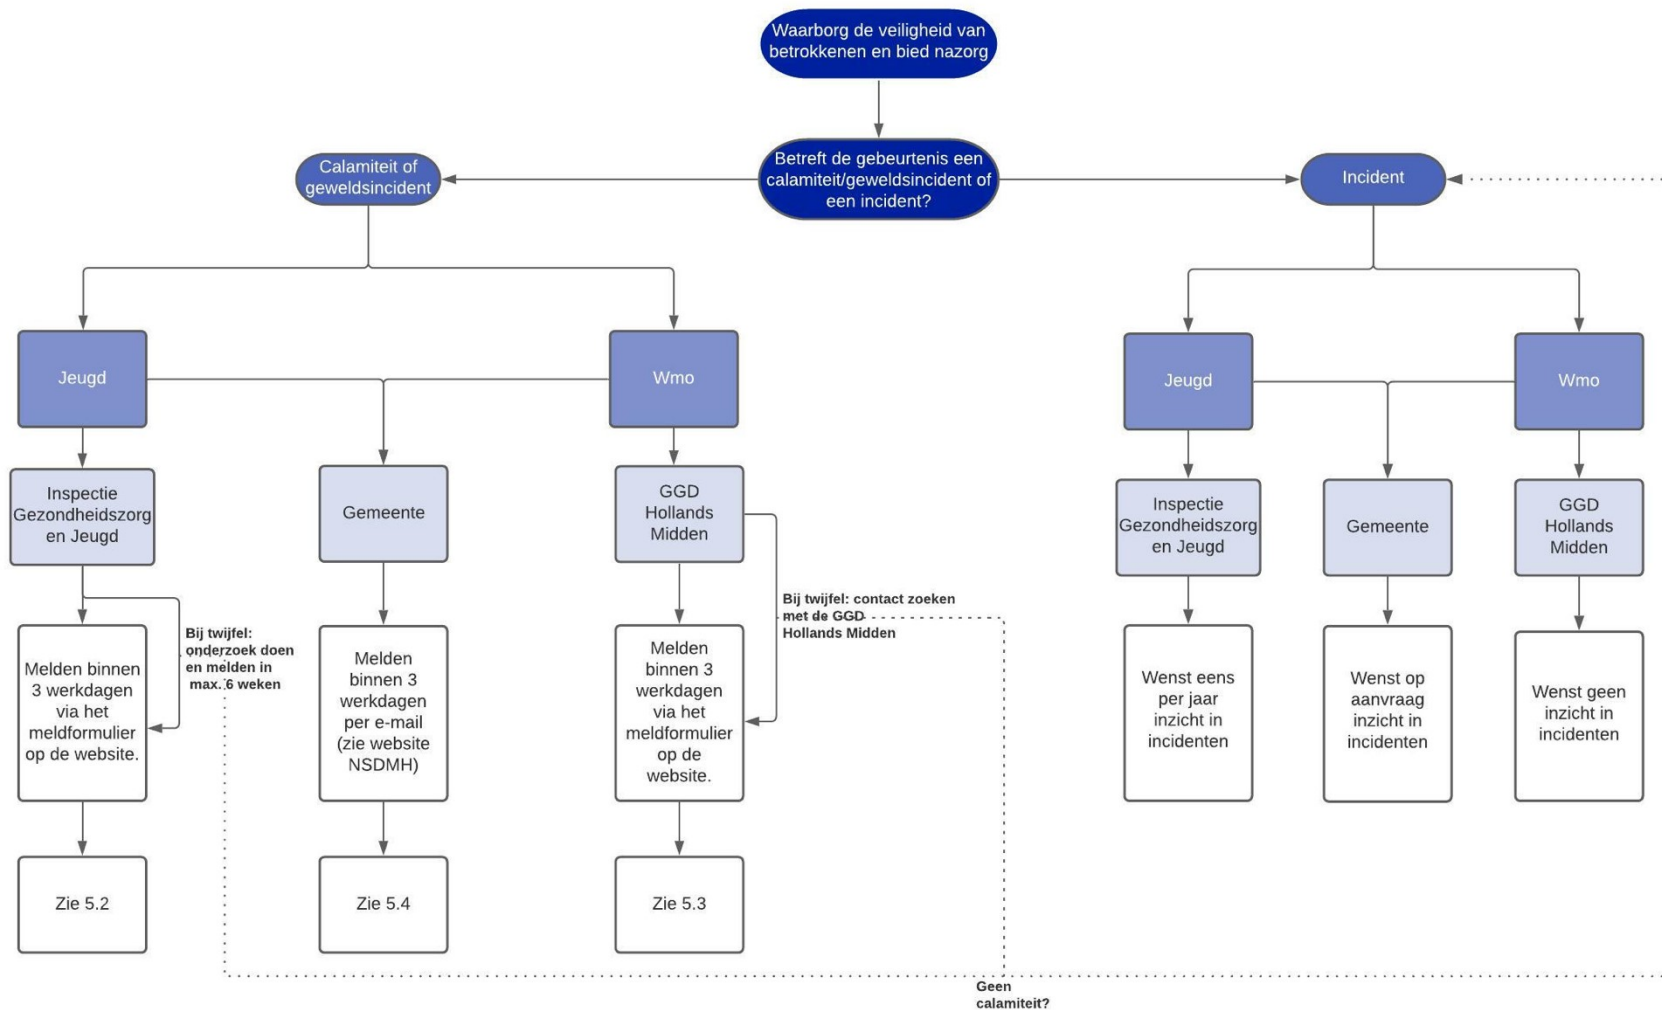 Waarborg de veiligheid van
betrokkenen en bied nazorg
Calamiteit of
geweldsincident
Betreft de gebeurtenis een
calamiteit/geweldsincident of
een incident?
Incident
Jeugd
Wmo
Jeugd
Wmo
Inspectie
Gezondheidszorg
en Jeugd
Gemeente
GGD
Hollands
Midden
Inspectie
Gezondheidszorg
en Jeugd
Gemeente
GGD
Hollands
Midden
Bij twijfel:
onderzoek doen
en melden in
max. 6 weken
Bij twijfel: contact zoeken
met de GGD
Hollands Midden
Melden binnen
3 werkdagen
via het
meldformulier
op de website.
Melden
binnen 3
werkdagen
per e-mail
(zie website
NSDMH)
Melden
binnen 3
werkdagen
via het
meldformulier
op de
website.
Wenst eens
per jaar
inzicht in
incidenten
Wenst op
aanvraag
inzicht in
incidenten
Wenst geen
inzicht in
incidenten
Zie 5.2
Zie 5.4
Zie 5.3
Geen
calamiteit?